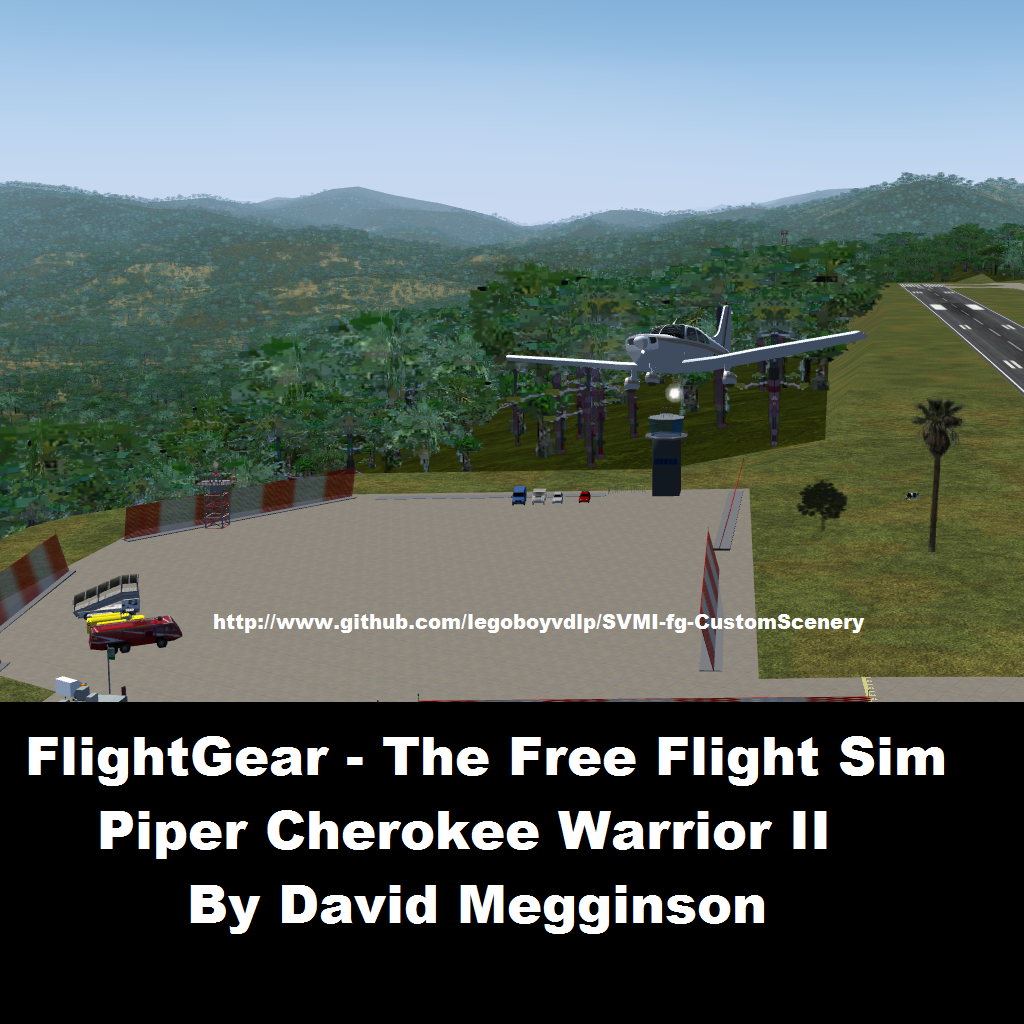 http://www.github.com/legoboyvdlp/SVMI-fg-CustomScenery
FlightGear - The Free Flight Sim
Piper Cherokee Warrior II
By David Megginson